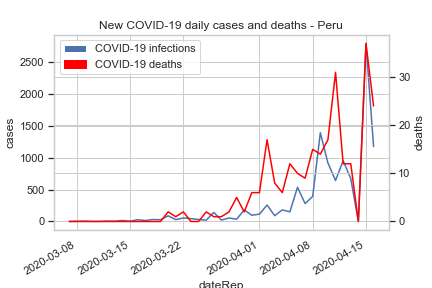 New COVID-19 daily cases and deaths - Peru
COVID-19 infections
COVID-19 deaths
2500
2000
1500
1000
500
0
cases
30
20
10
0
deaths
2020-03-08
2020-03-15
2020-03-22
2020-04-01
2020-04-08
2020-04-15
dateRep